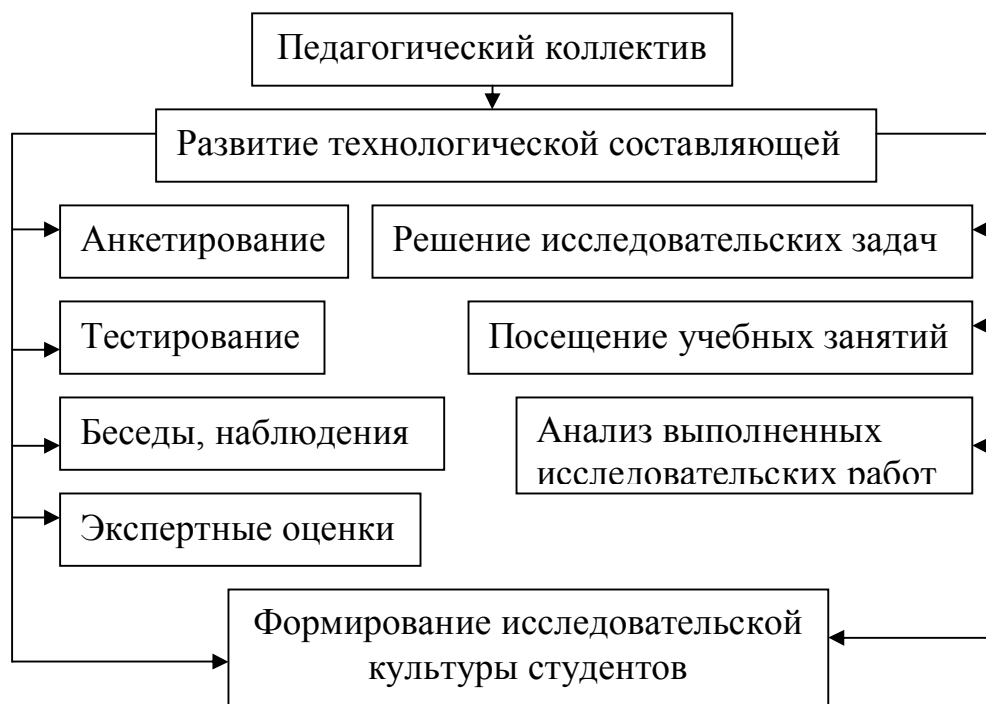 Педагогический коллектив
Развитие технологической составляющей
Анкетирование
Решение исследовательских задач
Тестирование
Посещение учебных занятий
Беседы, наблюдения
Анализ выполненных
исследовательских работ
Экспертные оценки
Формирование исследовательской
культуры студентов